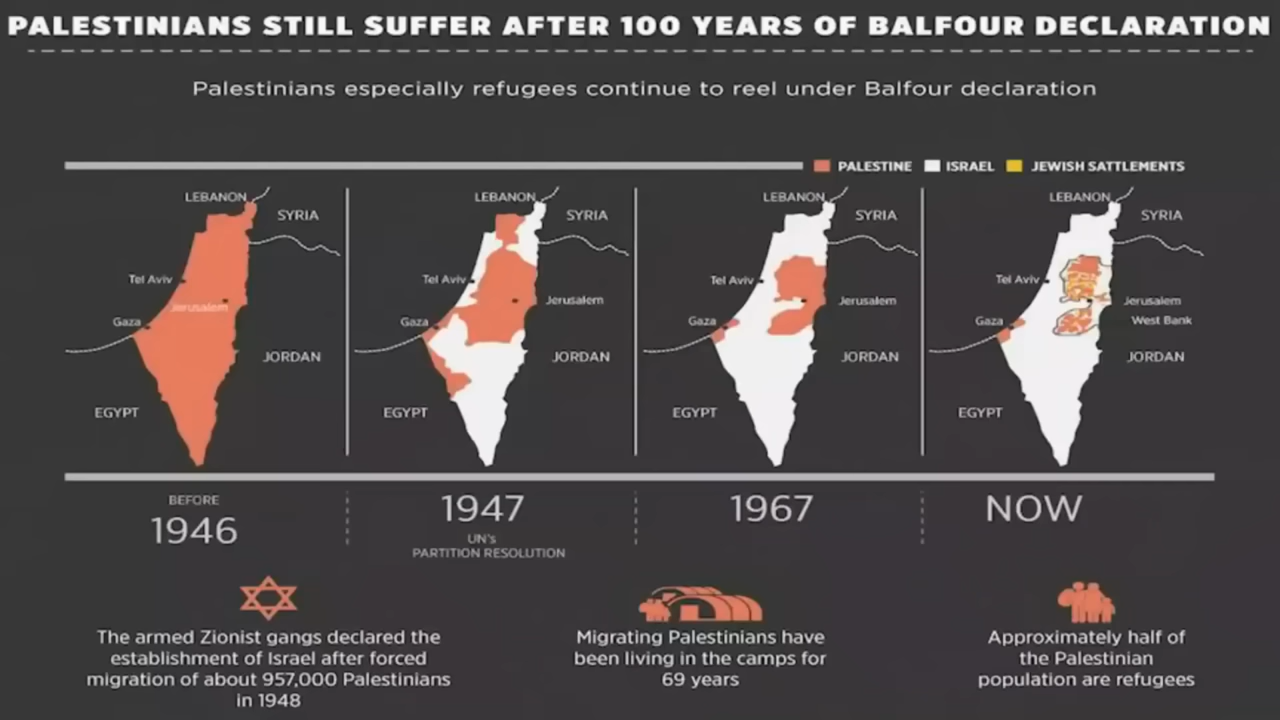 PALESTINIANS STILL SUFFER AFTER 100 YEARS OF BALFOUR DECLARATION
Palestinians especially refugees continue to reel under Balfour declaration
PALESTINE ISRAEL JEWISH SATTLEMENTS
LEBANON
SYRIA
Tel Aviv
Jerusalem
Gaza
JORDAN
EGYPT
LEBANON
SYRIA
Tel Aviv
Jerusalem
Gaza
JORDAN
EGYPT
LEBANON
SYRIA
Tel Aviv
Jerusalem
Gaza
JORDAN
EGYPT
LEBANON
SYRIA
Tel Aviv
Jerusalem
Gaza
West Bank
JORDAN
EGYPT
BEFORE
1946
1947
UN's
PARTITION RESOLUTION
1967
NOW
The armed Zionist gangs declared the
establishment of Israel after forced
migration of about 957,000 Palestinians
in 1948
Migrating Palestinians have
been living in the camps for
69 years
Approximately half of
the Palestinian
population are refugees